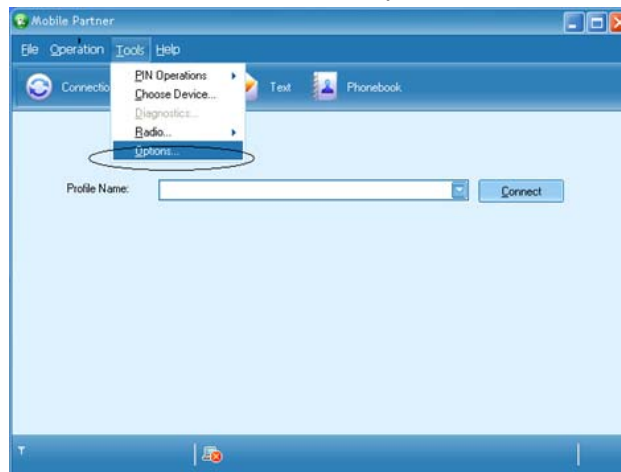 Mobile Partner
File Operation Tools Help
Connectio
Text
Phonebook
PIN Operations
Choose Device...
Diagnostics...
Radio...
Options...
Profile Name:
Connect